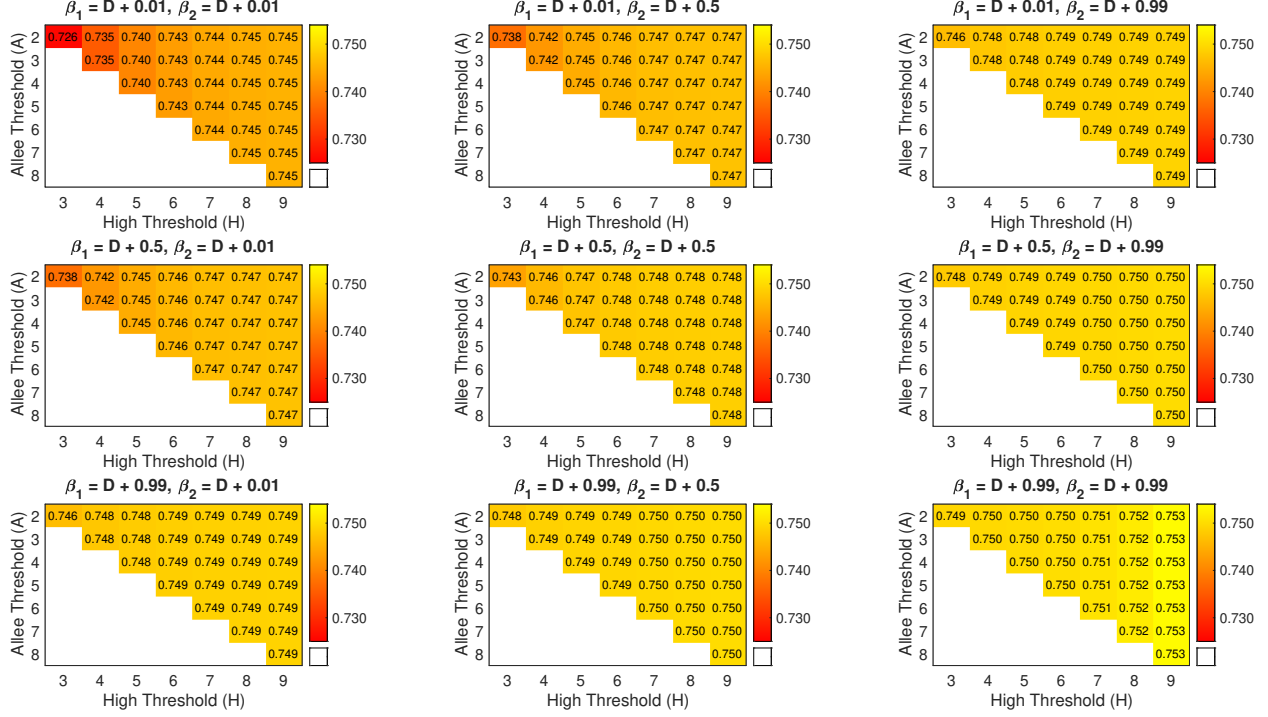 β1 = D + 0.01, β2 = D + 0.01
Allee Threshold (A)
2 0.726 0.735 0.740 0.743 0.744 0.745 0.745
3 0.735 0.740 0.743 0.744 0.745 0.745
4 0.740 0.743 0.744 0.745 0.745
5 0.743 0.744 0.745 0.745
6 0.744 0.745 0.745
7 0.745 0.745
8 0.745
3 4 5 6 7 8 9
High Threshold (H)
0.750
0.740
0.730
β1 = D + 0.01, β2 = D + 0.5
Allee Threshold (A)
2 0.738 0.742 0.745 0.746 0.747 0.747 0.747
3 0.742 0.745 0.746 0.747 0.747 0.747
4 0.745 0.746 0.747 0.747 0.747
5 0.746 0.747 0.747 0.747
6 0.747 0.747 0.747
7 0.747 0.747
8 0.747
3 4 5 6 7 8 9
High Threshold (H)
0.750
0.740
0.730
β1 = D + 0.01, β2 = D + 0.99
Allee Threshold (A)
2 0.746 0.748 0.748 0.749 0.749 0.749 0.749
3 0.748 0.748 0.749 0.749 0.749 0.749
4 0.748 0.749 0.749 0.749 0.749
5 0.749 0.749 0.749 0.749
6 0.749 0.749 0.749
7 0.749 0.749
8 0.749
3 4 5 6 7 8 9
High Threshold (H)
0.750
0.740
0.730
β1 = D + 0.5, β2 = D + 0.01
Allee Threshold (A)
2 0.738 0.742 0.745 0.746 0.747 0.747 0.747
3 0.742 0.745 0.746 0.747 0.747 0.747
4 0.745 0.746 0.747 0.747 0.747
5 0.746 0.747 0.747 0.747
6 0.747 0.747 0.747
7 0.747 0.747
8 0.747
3 4 5 6 7 8 9
High Threshold (H)
0.750
0.740
0.730
β1 = D + 0.5, β2 = D + 0.5
Allee Threshold (A)
2 0.743 0.746 0.747 0.748 0.748 0.748 0.748
3 0.746 0.747 0.748 0.748 0.748 0.748
4 0.747 0.748 0.748 0.748 0.748
5 0.748 0.748 0.748 0.748
6 0.748 0.748 0.748
7 0.748 0.748
8 0.748
3 4 5 6 7 8 9
High Threshold (H)
0.750
0.740
0.730
β1 = D + 0.5, β2 = D + 0.99
Allee Threshold (A)
2 0.748 0.749 0.749 0.749 0.750 0.750 0.750
3 0.749 0.749 0.749 0.750 0.750 0.750
4 0.749 0.749 0.750 0.750 0.750
5 0.749 0.750 0.750 0.750
6 0.750 0.750 0.750
7 0.750 0.750
8 0.750
3 4 5 6 7 8 9
High Threshold (H)
0.750
0.740
0.730
β1 = D + 0.99, β2 = D + 0.01
Allee Threshold (A)
2 0.746 0.748 0.748 0.749 0.749 0.749 0.749
3 0.748 0.748 0.749 0.749 0.749 0.749
4 0.748 0.749 0.749 0.749 0.749
5 0.749 0.749 0.749 0.749
6 0.749 0.749 0.749
7 0.749 0.749
8 0.749
3 4 5 6 7 8 9
High Threshold (H)
0.750
0.740
0.730
β1 = D + 0.99, β2 = D + 0.5
Allee Threshold (A)
2 0.748 0.749 0.749 0.749 0.750 0.750 0.750
3 0.749 0.749 0.749 0.750 0.750 0.750
4 0.749 0.749 0.750 0.750 0.750
5 0.749 0.750 0.750 0.750
6 0.750 0.750 0.750
7 0.750 0.750
8 0.750
3 4 5 6 7 8 9
High Threshold (H)
0.750
0.740
0.730
β1 = D + 0.99, β2 = D + 0.99
Allee Threshold (A)
2 0.749 0.750 0.750 0.750 0.751 0.752 0.753
3 0.750 0.750 0.750 0.751 0.752 0.753
4 0.750 0.750 0.751 0.752 0.753
5 0.750 0.751 0.752 0.753
6 0.751 0.752 0.753
7 0.752 0.753
8 0.753
3 4 5 6 7 8 9
High Threshold (H)
0.750
0.740
0.730